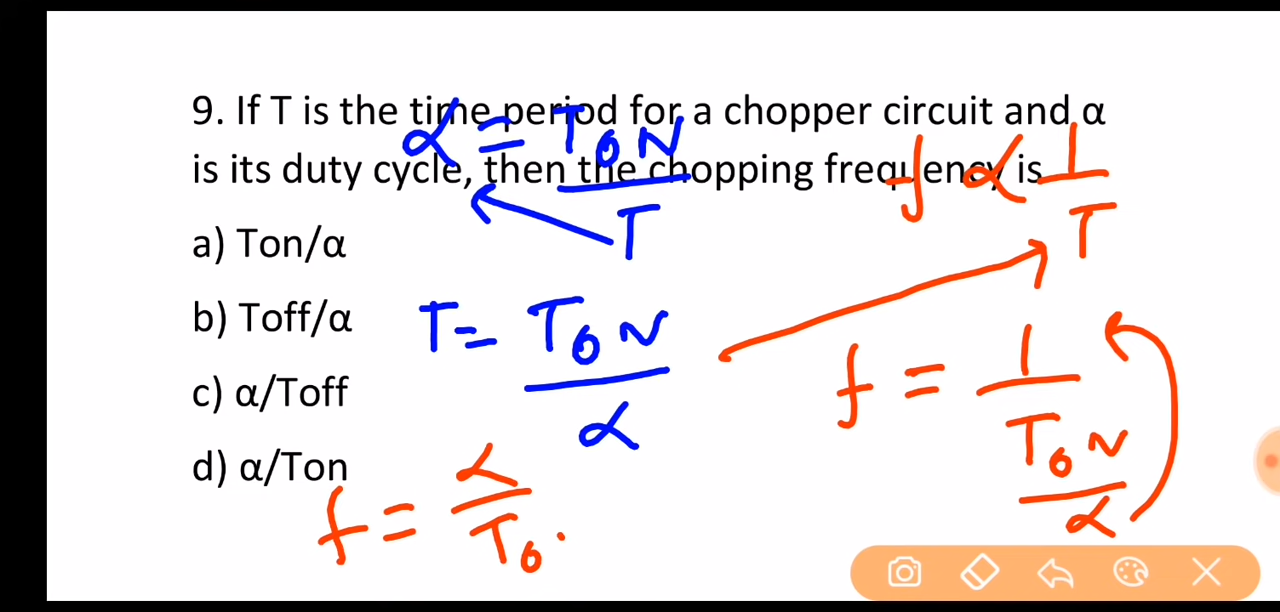 9. If T is the time period for a chopper circuit and α
is its duty cycle, then the chopping frequency is
α = TON
T
f α 1
T
a) Ton/α
b) Toff/α
T = TON
α
f = 1
TON
α
c) α/Toff
d) α/Ton
f = α
To